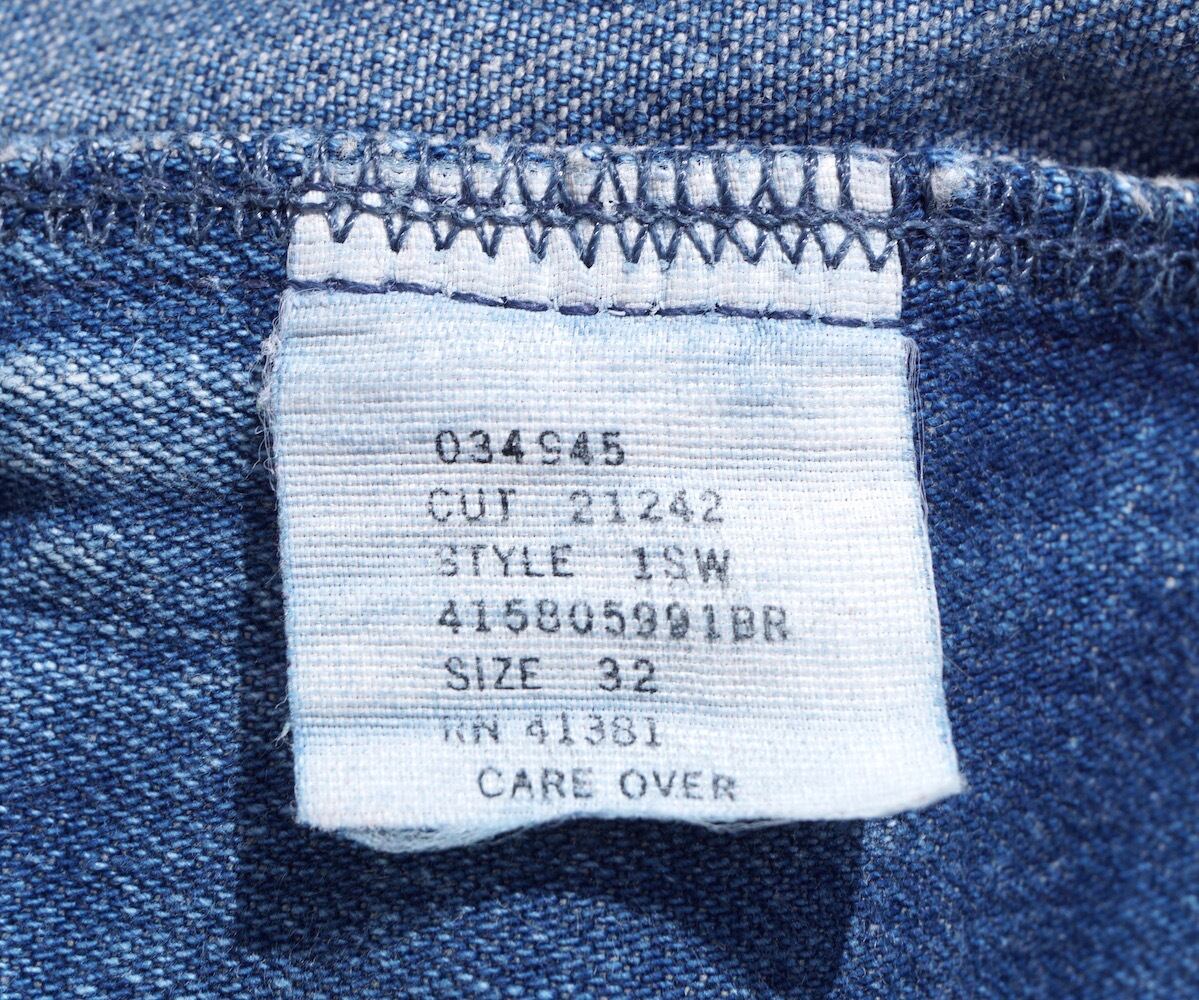 034945
CUT 21242
STYLE 1SW
415805991BR
SIZE 32
RN 41381
CARE OVER